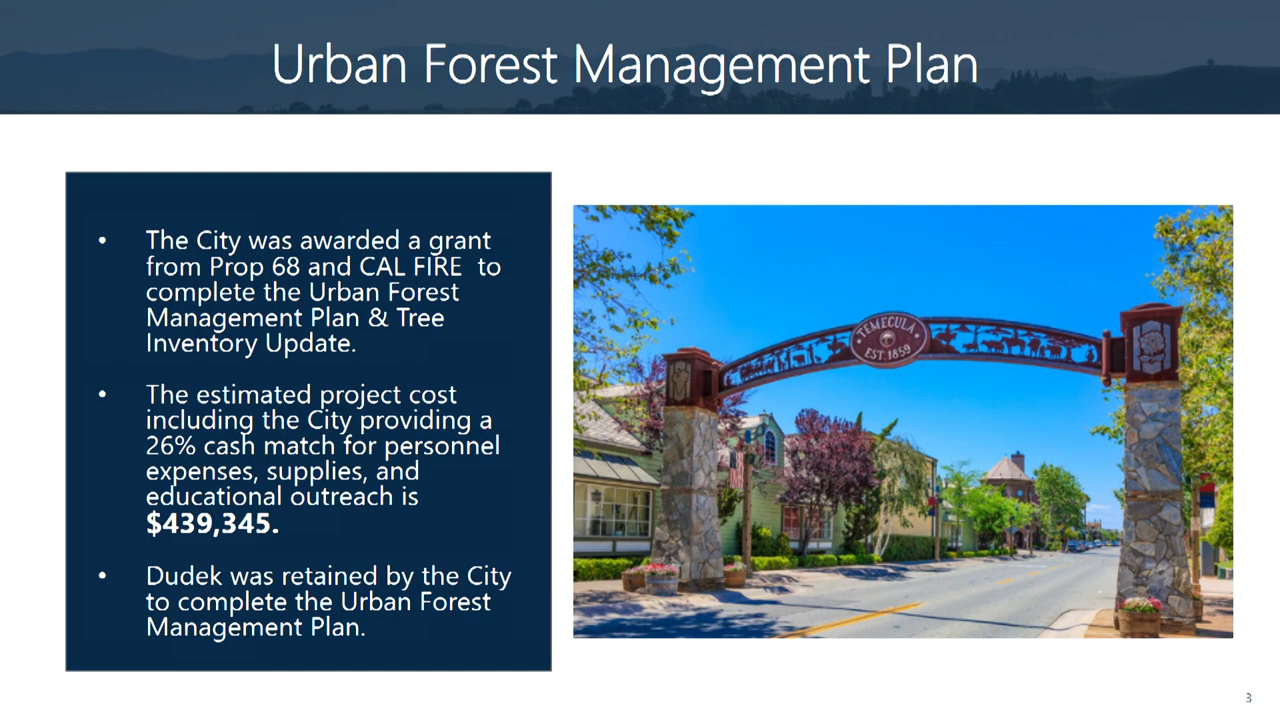 Urban Forest Management Plan
• The City was awarded a grant
from Prop 68 and CAL FIRE to
complete the Urban Forest
Management Plan & Tree
Inventory Update.
• The estimated project cost
including the City providing a
26% cash match for personnel
expenses, supplies, and
educational outreach is
$439,345.
• Dudek was retained by the City
to complete the Urban Forest
Management Plan.
TEMECULA
EST. 1859
3